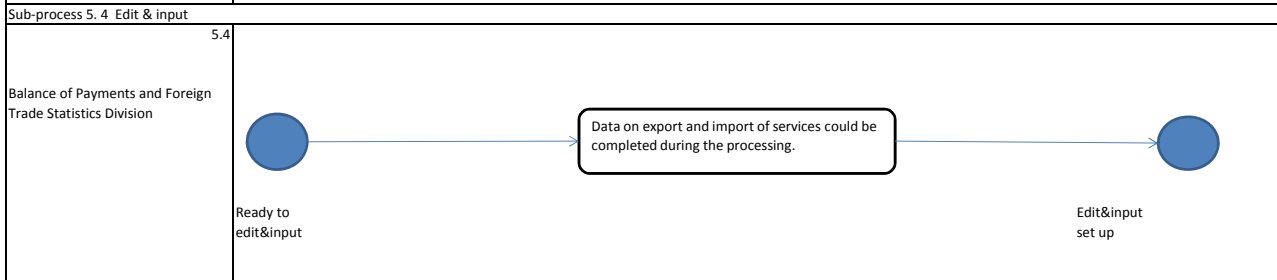 Sub-process 5. 4  Edit & input
5.4
Balance of Payments and Foreign
Trade Statistics Division
Data on export and import of services could be
completed during the processing.
Ready to
edit&input
Edit&input
set up